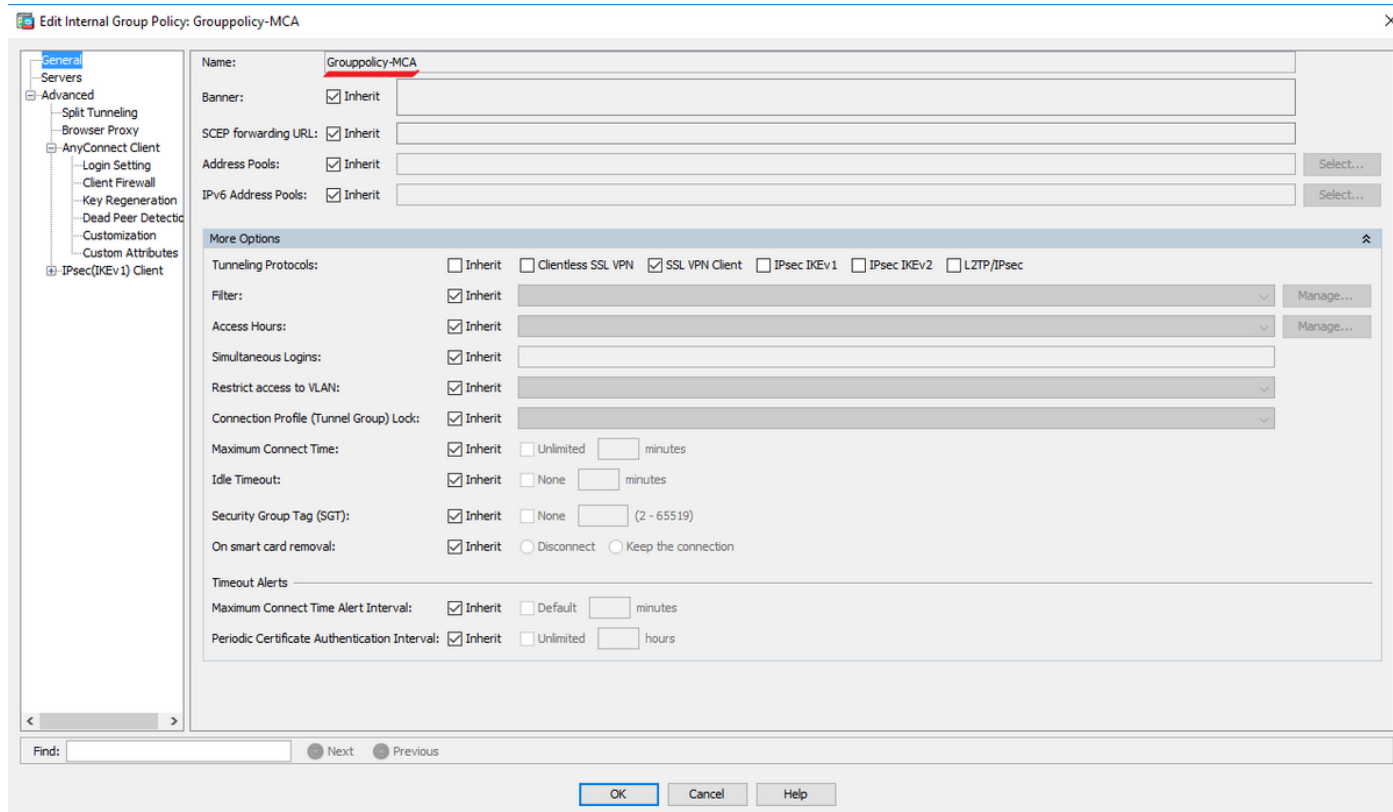 Edit Internal Group Policy: Grouppolicy-MCA
General
Servers
Advanced
Split Tunneling
Browser Proxy
AnyConnect Client
Login Setting
Client Firewall
Key Regeneration
Dead Peer Detectio
Customization
Custom Attributes
IPsec(IKEv1) Client
Name: Grouppolicy-MCA
Banner: Inherit
SCEP forwarding URL: Inherit
Address Pools: Inherit Select...
IPv6 Address Pools: Inherit Select...
More Options
Tunneling Protocols: Inherit Clientless SSL VPN SSL VPN Client IPsec IKEv1 IPsec IKEv2 L2TP/IPsec
Filter: Inherit Manage...
Access Hours: Inherit Manage...
Simultaneous Logins: Inherit
Restrict access to VLAN: Inherit
Connection Profile (Tunnel Group) Lock: Inherit
Maximum Connect Time: Inherit Unlimited minutes
Idle Timeout: Inherit None minutes
Security Group Tag (SGT): Inherit None (2 - 65519)
On smart card removal: Inherit Disconnect Keep the connection
Timeout Alerts
Maximum Connect Time Alert Interval: Inherit Default minutes
Periodic Certificate Authentication Interval: Inherit Unlimited hours
Find: Next Previous
OK Cancel Help